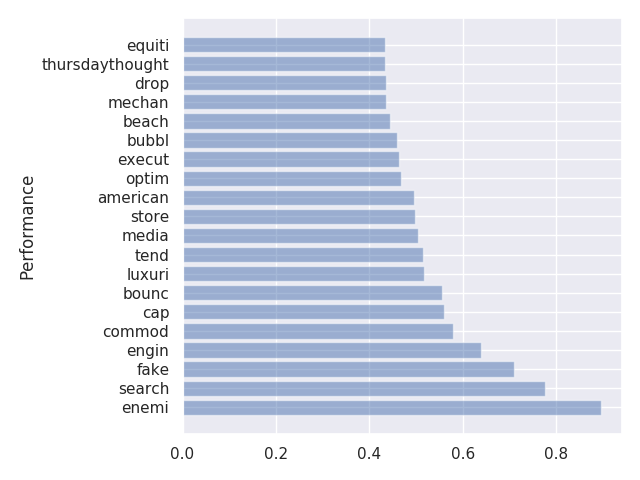 equiti
thursdaythought
drop
mechan
beach
bubbl
execut
optim
american
store
media
tend
luxuri
bounc
cap
commod
engin
fake
search
enemi
Performance
0.0 0.2 0.4 0.6 0.8